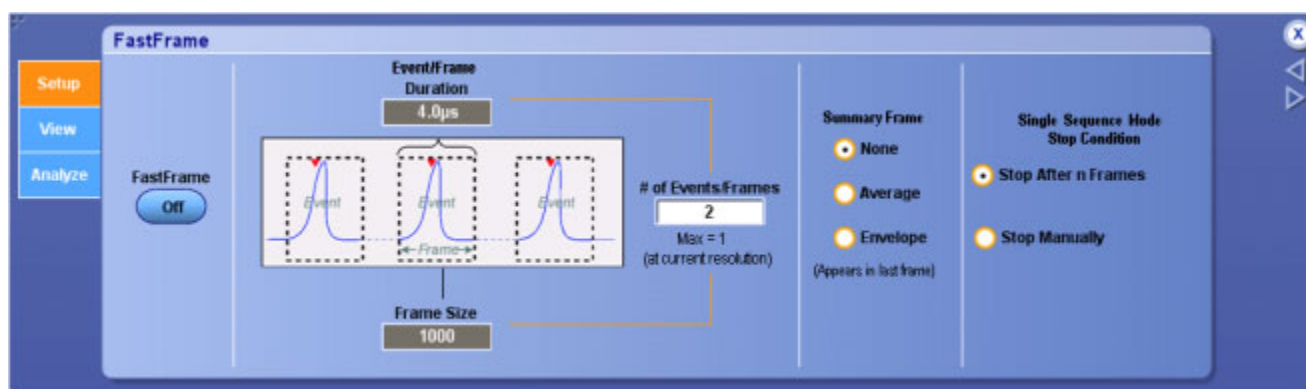 FastFrame
Setup
View
Analyze
FastFrame
Off
Event/Frame
Duration
4.0µs
Event
Event
Event
Frame
Frame Size
1000
# of Events/Frames
2
Max = 1
(at current resolution)
Summary Frame
None
Average
Envelope
(Appears in last frame)
Single Sequence Mode
Stop Condition
Stop After n Frames
Stop Manually
X